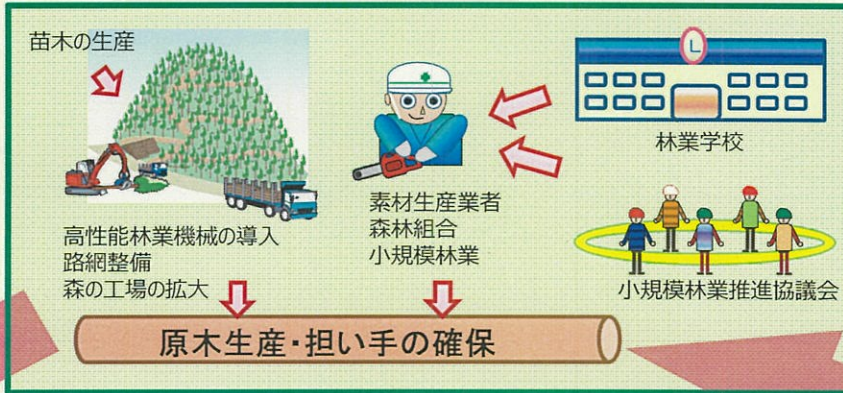 苗木の生産
高性能林業機械の導入
路網整備
森の工場の拡大
素材生産業者
森林組合
小規模林業
林業学校
小規模林業推進協議会
原木生産・担い手の確保